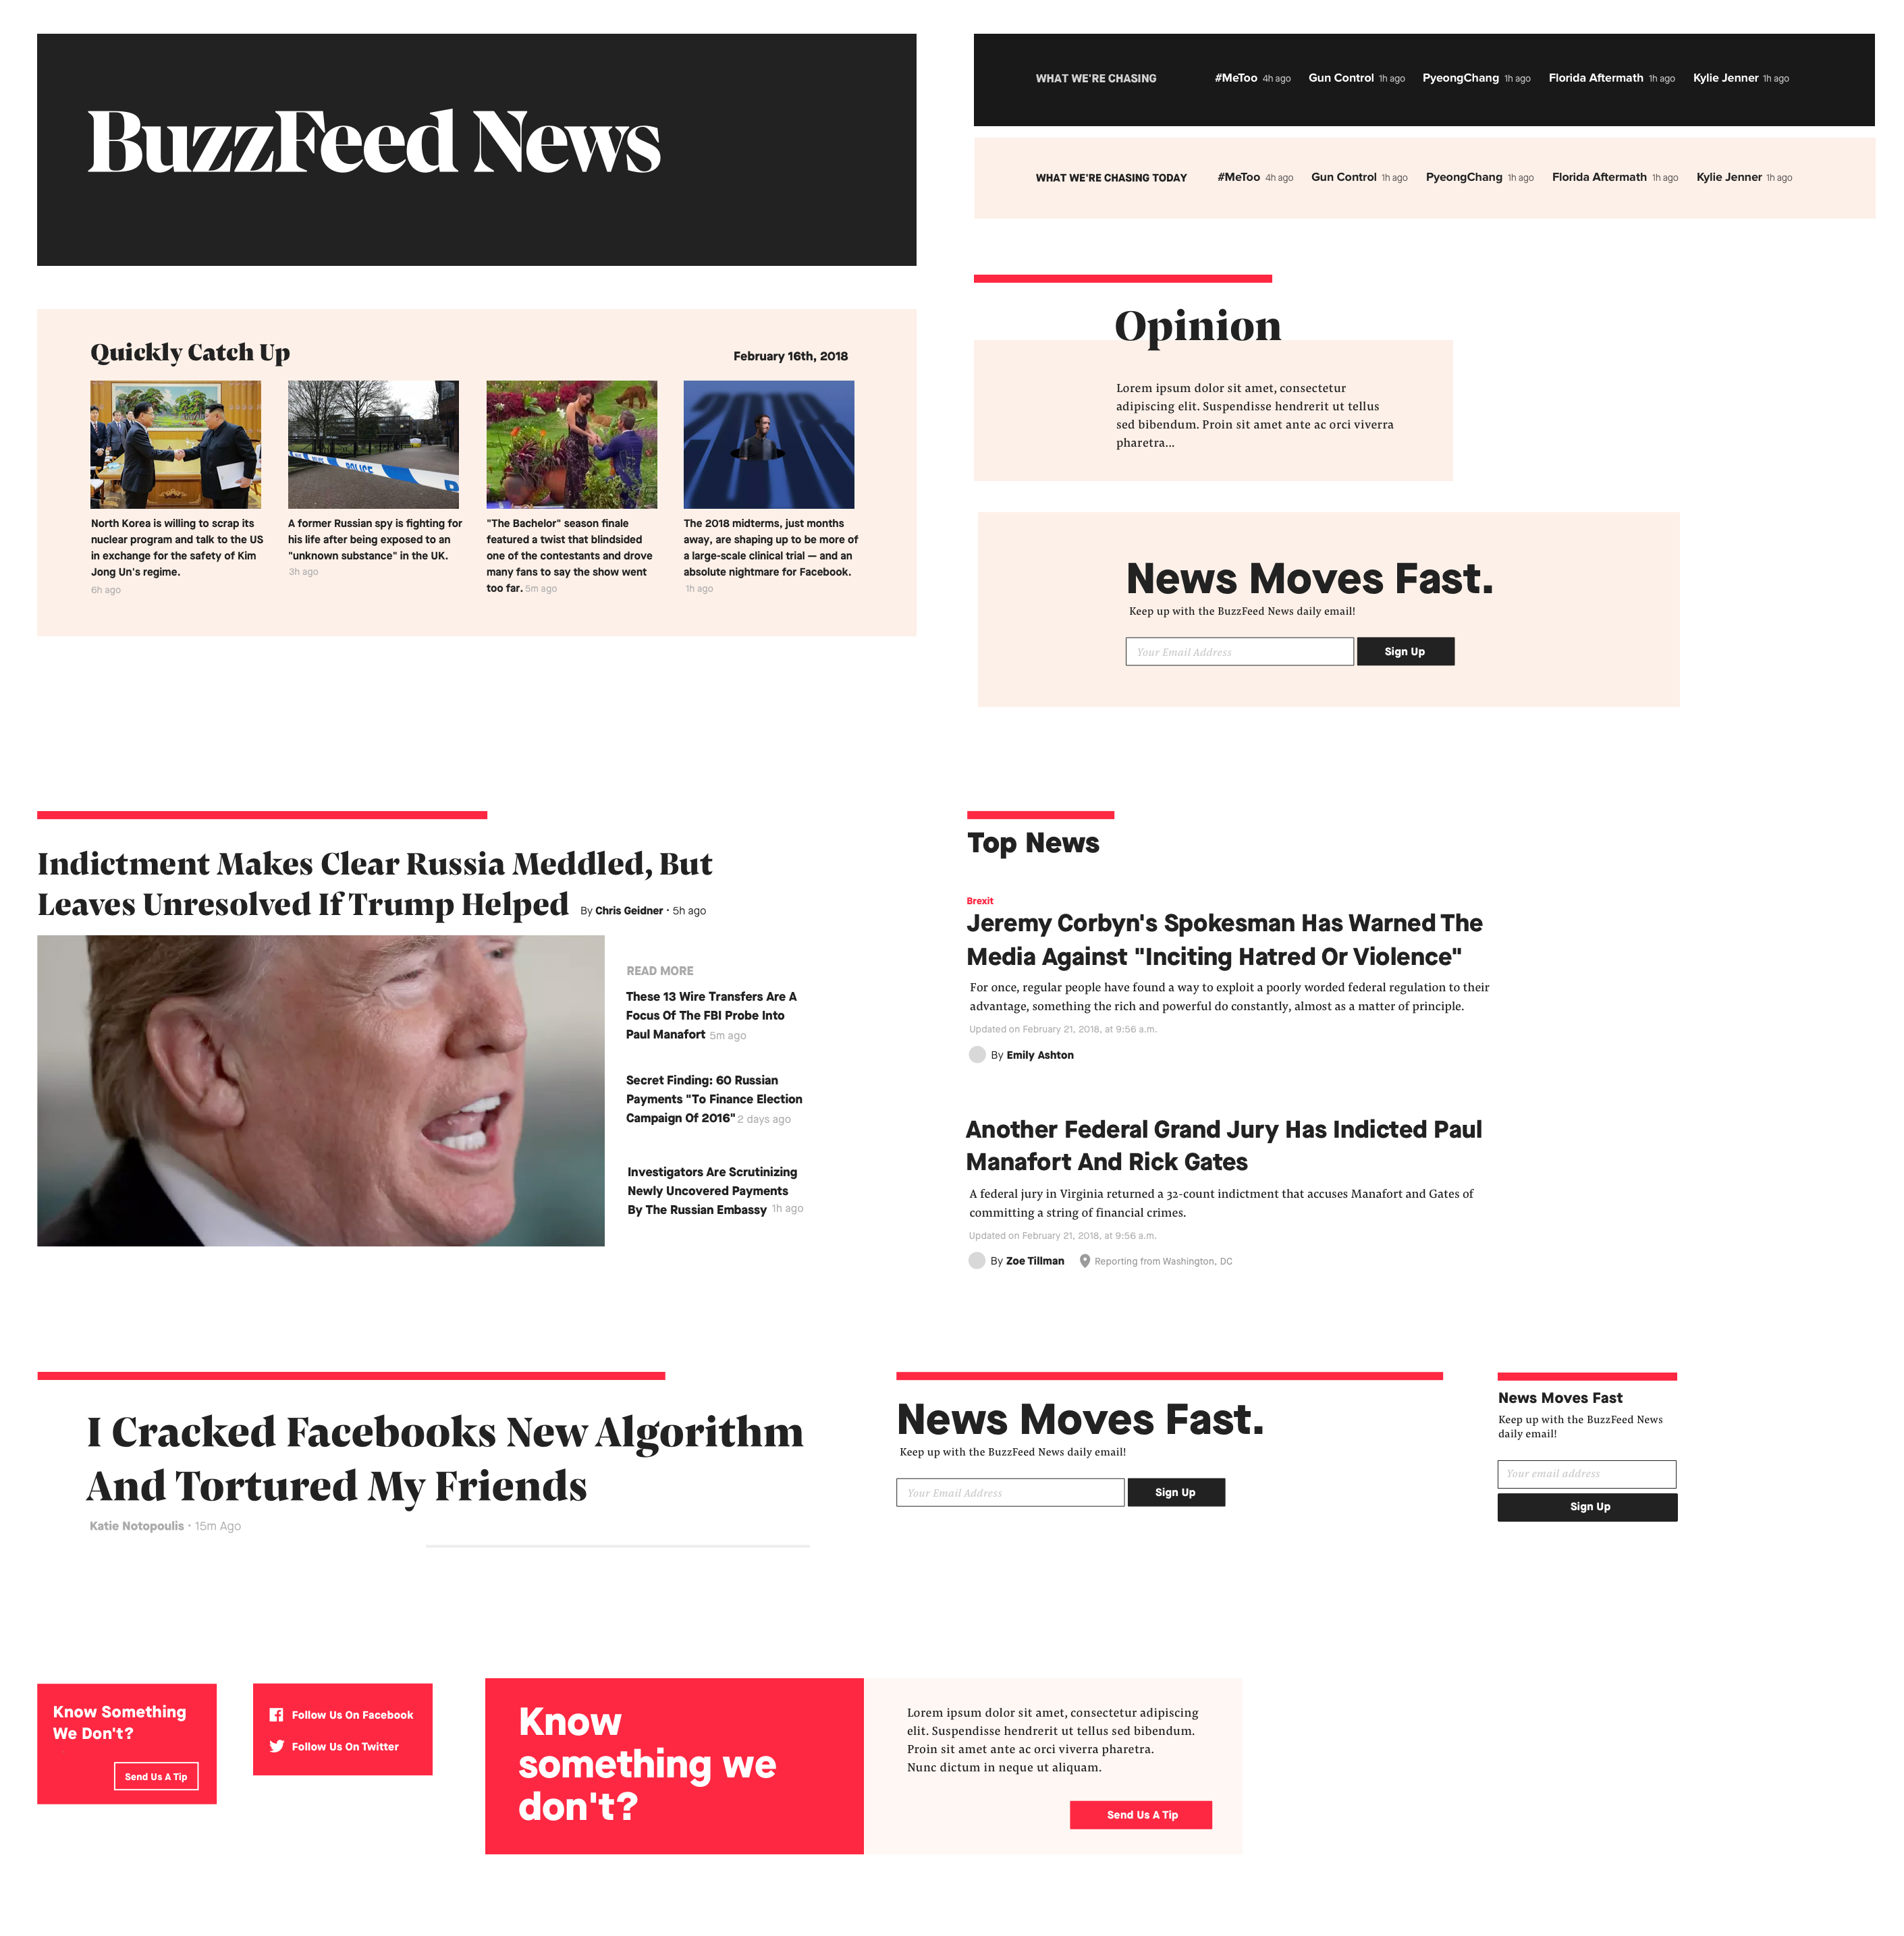 BuzzFeed News
WHAT WE'RE CHASING #MeToo 4h ago Gun Control 1h ago PyeongChang 1h ago Florida Aftermath 1h ago Kylie Jenner 1h ago
WHAT WE'RE CHASING TODAY #MeToo 4h ago Gun Control 1h ago PyeongChang 1h ago Florida Aftermath 1h ago Kylie Jenner 1h ago
Quickly Catch Up
February 16th, 2018
POLICE
North Korea is willing to scrap its
nuclear program and talk to the US
in exchange for the safety of Kim
Jong Un's regime.
6h ago
A former Russian spy is fighting for
his life after being exposed to an
"unknown substance" in the UK.
3h ago
"The Bachelor" season finale
featured a twist that blindsided
one of the contestants and drove
many fans to say the show went
too far. 5m ago
2018
The 2018 midterms, just months
away, are shaping up to be more of
a large-scale clinical trial — and an
absolute nightmare for Facebook.
1h ago
Opinion
Lorem ipsum dolor sit amet, consectetur
adipiscing elit. Suspendisse hendrerit ut tellus
sed bibendum. Proin sit amet ante ac orci viverra
pharetra...
News Moves Fast.
Keep up with the BuzzFeed News daily email!
Your Email Address
Sign Up
Indictment Makes Clear Russia Meddled, But
Leaves Unresolved If Trump Helped By Chris Geidner · 5h ago
READ MORE
These 13 Wire Transfers Are A
Focus Of The FBI Probe Into
Paul Manafort 5m ago
Secret Finding: 60 Russian
Payments "To Finance Election
Campaign Of 2016" 2 days ago
Investigators Are Scrutinizing
Newly Uncovered Payments
By The Russian Embassy 1h ago
Top News
Brexit
Jeremy Corbyn's Spokesman Has Warned The
Media Against "Inciting Hatred Or Violence"
For once, regular people have found a way to exploit a poorly worded federal regulation to their
advantage, something the rich and powerful do constantly, almost as a matter of principle.
Updated on February 21, 2018, at 9:56 a.m.
By Emily Ashton
Another Federal Grand Jury Has Indicted Paul
Manafort And Rick Gates
A federal jury in Virginia returned a 32-count indictment that accuses Manafort and Gates of
committing a string of financial crimes.
Updated on February 21, 2018, at 9:56 a.m.
By Zoe Tillman Reporting from Washington, DC
I Cracked Facebooks New Algorithm
And Tortured My Friends
Katie Notopoulis · 15m Ago
News Moves Fast.
Keep up with the BuzzFeed News daily email!
Your Email Address
Sign Up
News Moves Fast
Keep up with the BuzzFeed News
daily email!
Your email address
Sign Up
Know Something
We Don't?
Send Us A Tip
Follow Us On Facebook
Follow Us On Twitter
Know
something we
don't?
Lorem ipsum dolor sit amet, consectetur adipiscing
elit. Suspendisse hendrerit ut tellus sed bibendum.
Proin sit amet ante ac orci viverra pharetra.
Nunc dictum in neque ut aliquam.
Send Us A Tip